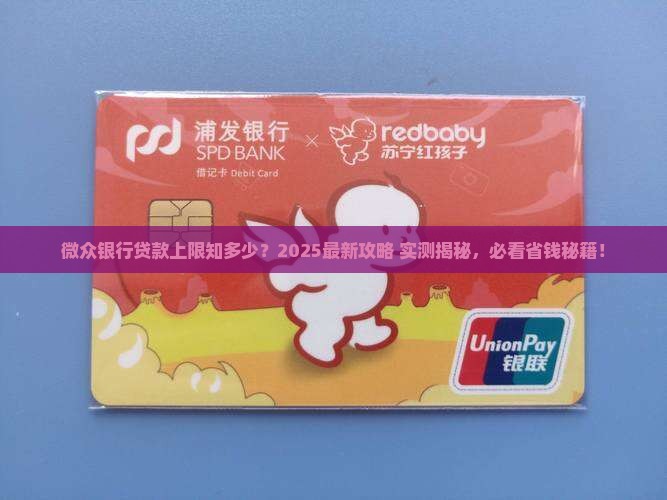 浦发银行
SPD BANK
借记卡 Debit Card
×
redbaby
苏宁红孩子
微众银行贷款上限知多少？2025最新攻略 实测揭秘，必看省钱秘籍！
UnionPay
银联